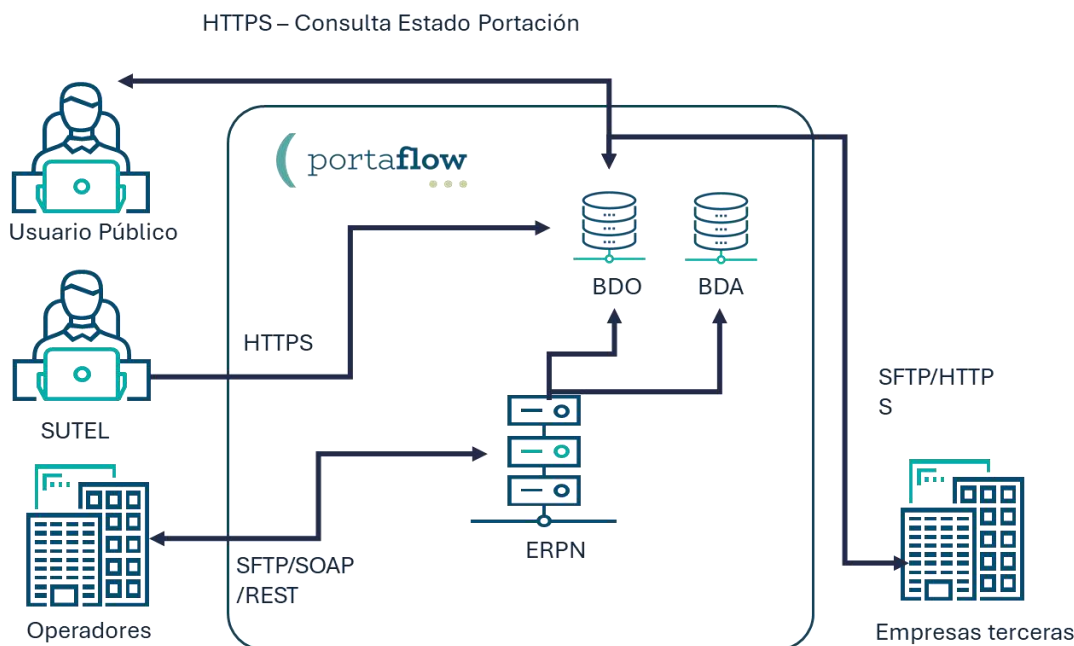 HTTPS – Consulta Estado Portación
portaflow
Usuario Público
BDO
BDA
HTTPS
SFTP/HTTP
S
SUTEL
ERPN
SFTP/SOAP
/REST
Operadores
Empresas terceras